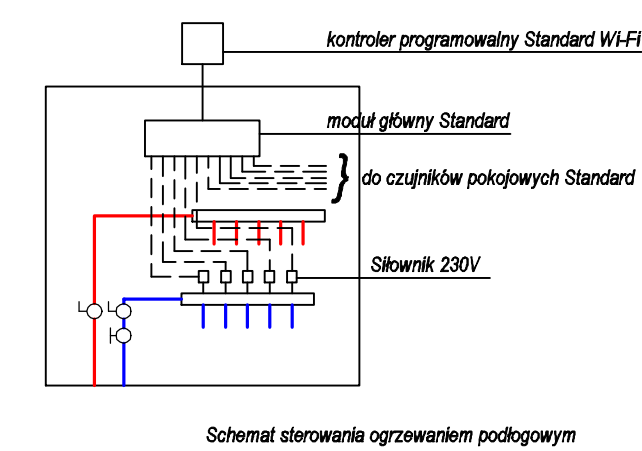 kontroler programowalny Standard Wi-Fi
moduł główny Standard
do czujników pokojowych Standard
Siłownik 230V
Schemat sterowania ogrzewaniem podłogowym